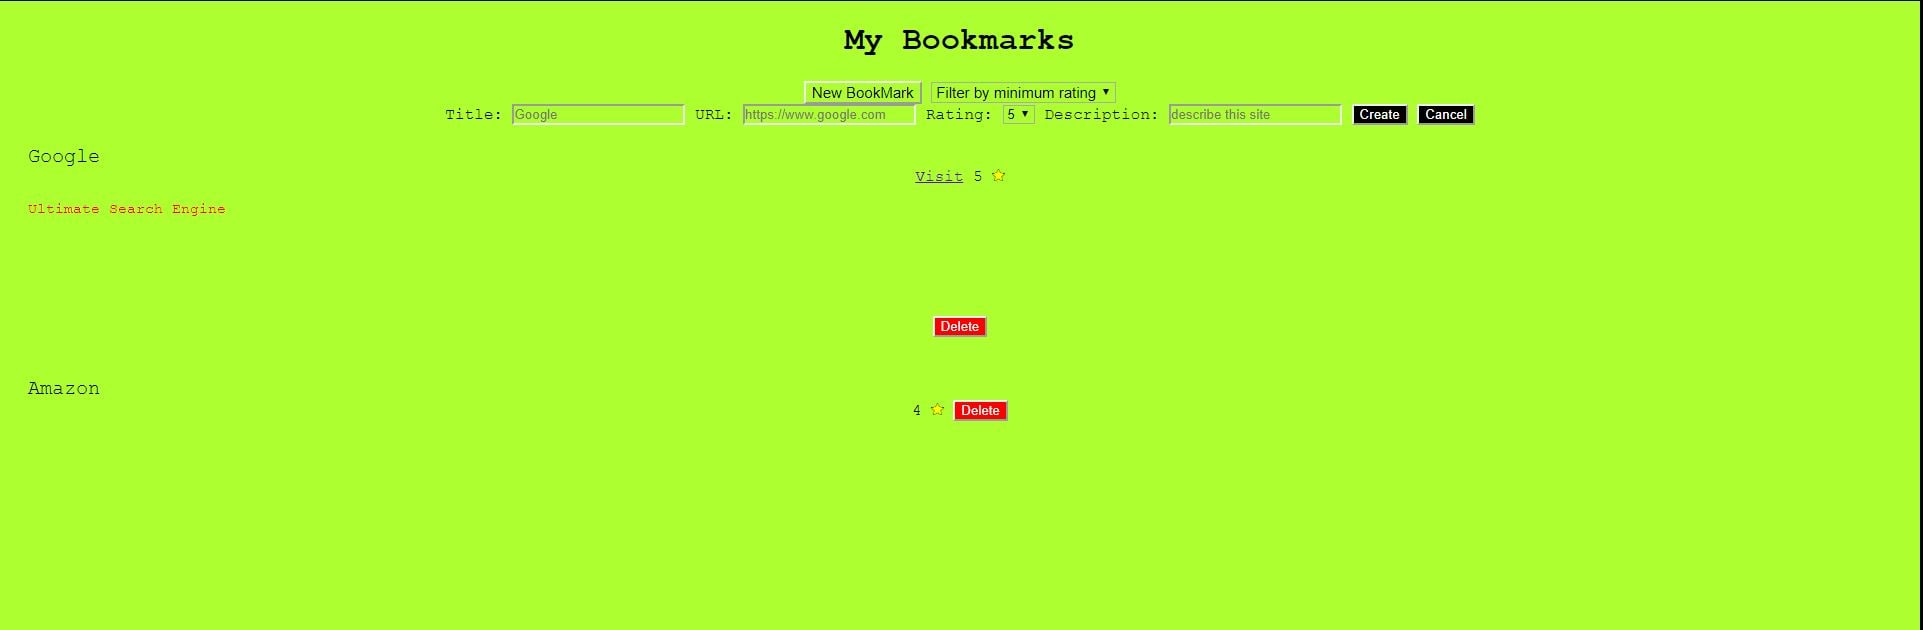 My Bookmarks
New BookMark Filter by minimum rating
Title: Google URL: https://www.google.com Rating: 5 Description: describe this site Create Cancel
Google
Visit 5
Ultimate Search Engine
Delete
Amazon
4 Delete